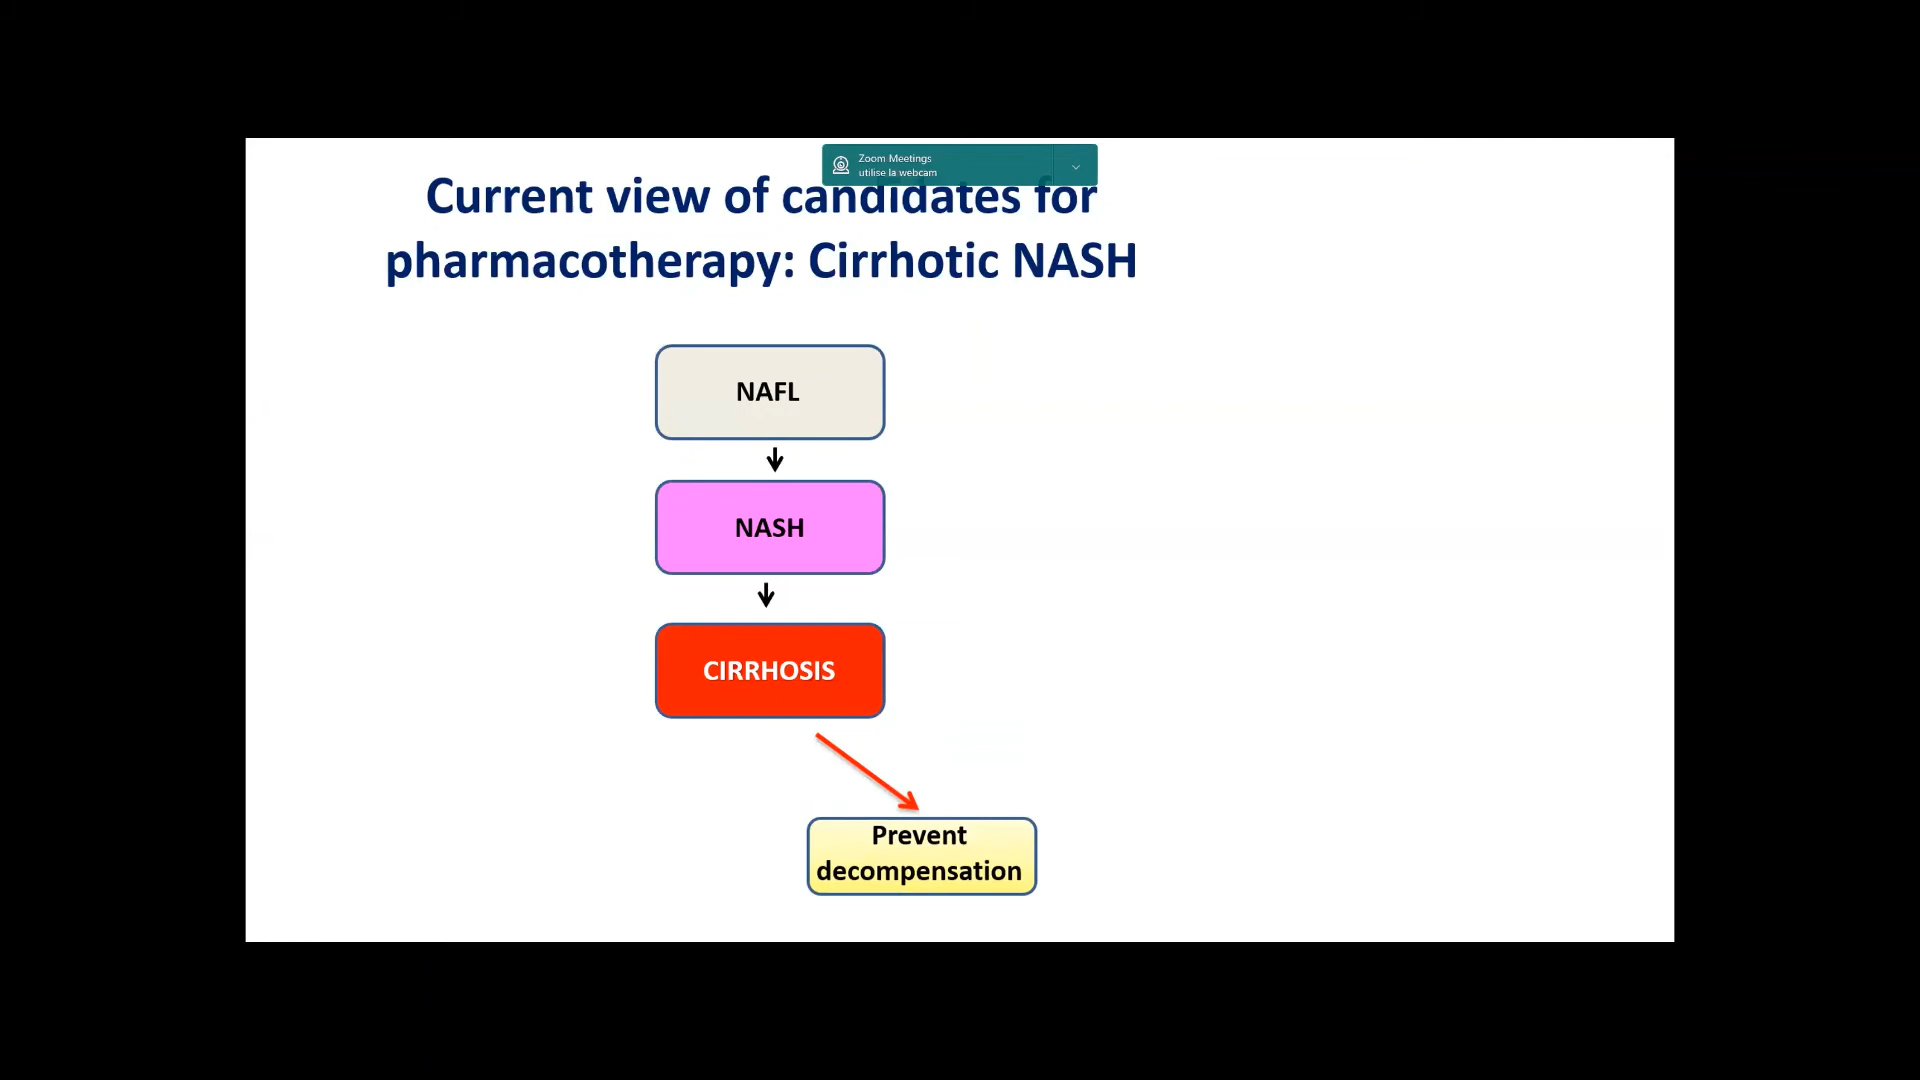 Zoom Meetings
utilise la webcam
Current view of candidates for
pharmacotherapy: Cirrhotic NASH
NAFL
NASH
CIRRHOSIS
Prevent
decompensation